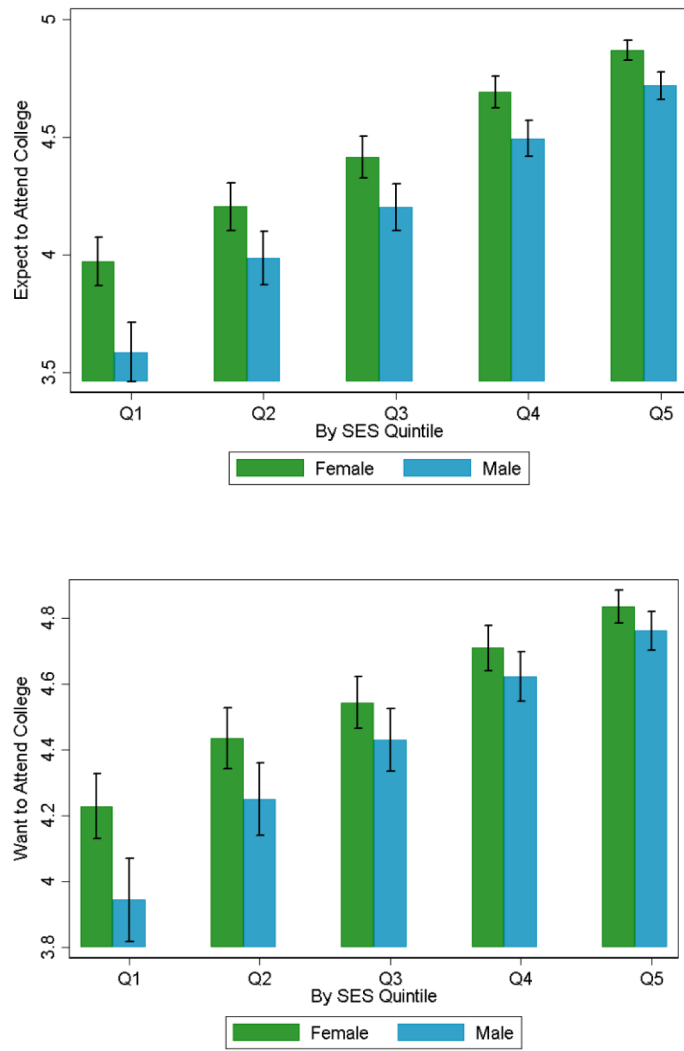 Expect to Attend College
5
4.5
4
3.5
Q1 Q2 Q3 Q4 Q5
By SES Quintile
Female Male
Want to Attend College
4.8
4.6
4.4
4.2
4
3.8
Q1 Q2 Q3 Q4 Q5
By SES Quintile
Female Male